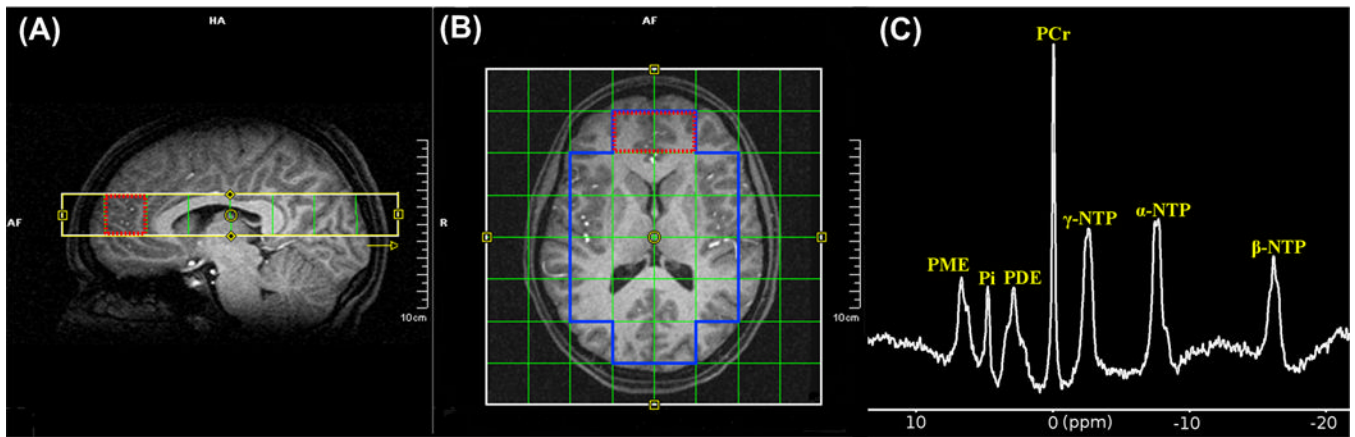 (A)
HA
AF
10cm
(B)
AF
R
10cm
(C)
PCr
γ-NTP
α-NTP
β-NTP
PME
Pi
PDE
10
0 (ppm)
-10
-20